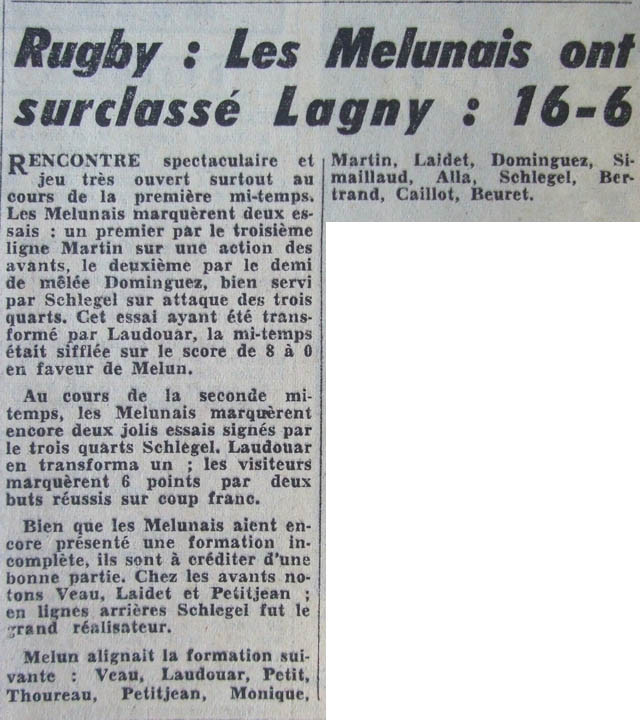 Rugby : Les Melunais ont
surclassé Lagny : 16-6
RENCONTRE spectaculaire et
jeu très ouvert surtout au
cours de la première mi-temps.
Les Melunais marquèrent deux es-
sais : un premier par le troisième
ligne Martin sur une action des
avants, le deuxième par le demi
de mêlée Dominguez, bien servi
par Schlegel sur attaque des trois
quarts. Cet essai ayant été trans-
formé par Laudouar, la mi-temps
était sifflée sur le score de 8 à 0
en faveur de Melun.
Au cours de la seconde mi-
temps, les Melunais marquèrent
encore deux jolis essais signés par
le trois quarts Schlegel. Laudouar
en transforma un ; les visiteurs
marquèrent 6 points par deux
buts réussis sur coup franc.
Bien que les Melunais aient en-
core présenté une formation in-
complète, ils sont à créditer d'une
bonne partie. Chez les avants no-
tons Veau, Laidet et Petitjean ;
en lignes arrières Schlegel fut le
grand réalisateur.
Melun alignait la formation sui-
vante : Veau, Laudouar, Petit,
Thoureau, Petitjean, Monique,
Martin, Laidet, Dominguez, Si-
maillaud, Alla, Schlegel, Ber-
trand, Caillot, Beuret.